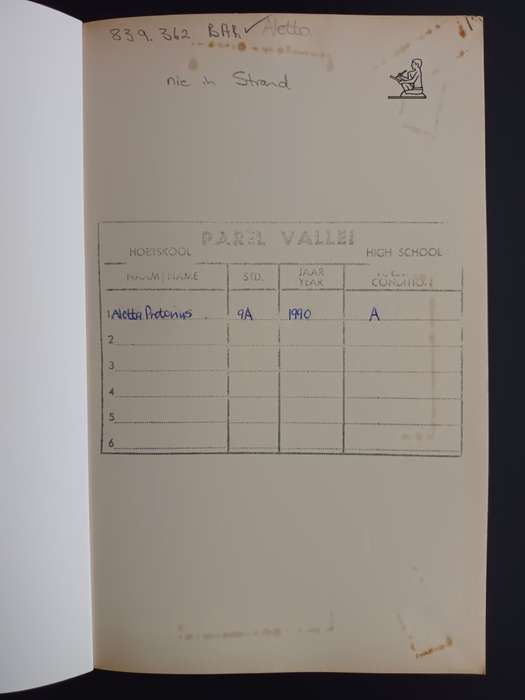 839.362 BAR ✓ Aletta
nie in Strand
PAREL VALLEI
HOËRSKOOL HIGH SCHOOL
NAAM/NAME STD. JAAR YEAR CONDITION
1 Aletta Pretorius 9A 1990 A
2
3
4
5
6